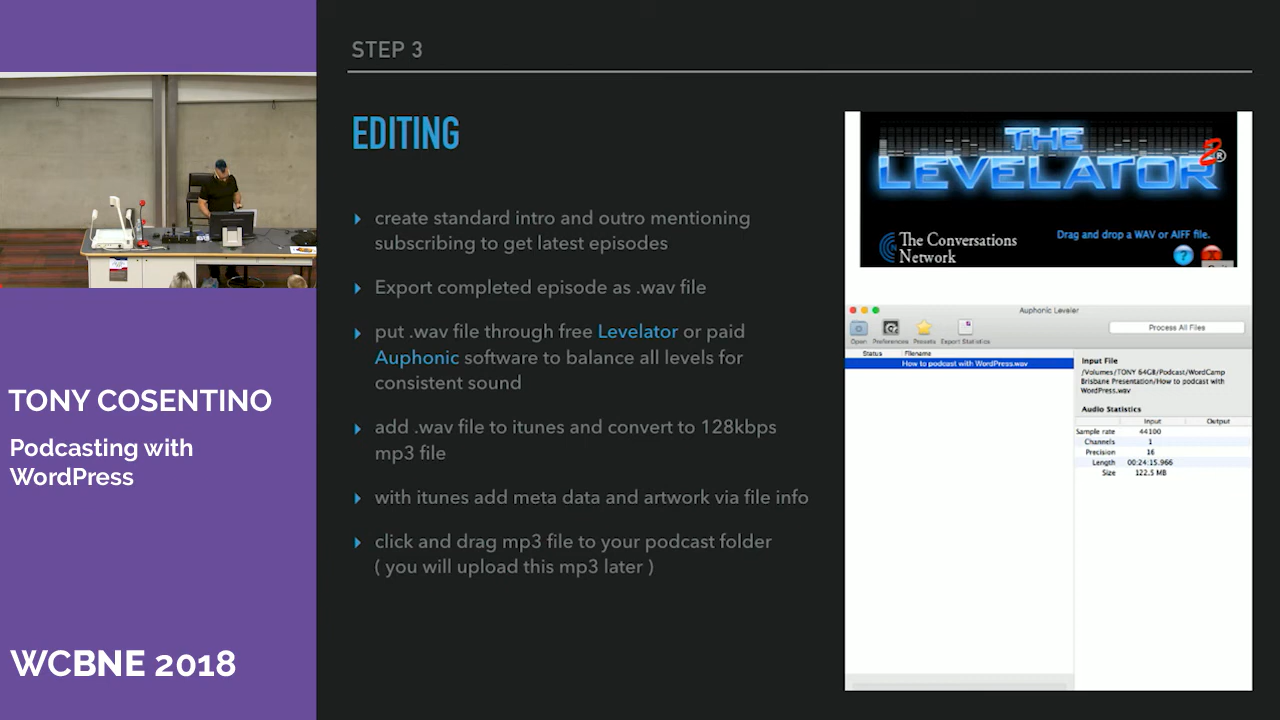 STEP 3
EDITING
create standard intro and outro mentioning
subscribing to get latest episodes
Export completed episode as .wav file
put .wav file through free Levelator or paid
Auphonic software to balance all levels for
consistent sound
add .wav file to itunes and convert to 128kbps
mp3 file
with itunes add meta data and artwork via file info
click and drag mp3 file to your podcast folder
( you will upload this mp3 later )
THE
LEVELATOR 2®
Drag and drop a WAV or AIFF file.
The Conversations
Network
?
Auphonic Leveler
Process All Files
Open Preferences Presets Export Statistics
Status Filename
How to podcast with WordPress.wav
Input File
/Volumes/TONY 64GB/Podcast/WordCamp
Brisbane Presentation/How to podcast with
WordPress.wav
Audio Statistics
Input Output
Sample rate 44100
Channels 1
Precision 16
Length 00:24:15.966
Size 122.5 MB
TONY COSENTINO
Podcasting with
WordPress
WCBNE 2018